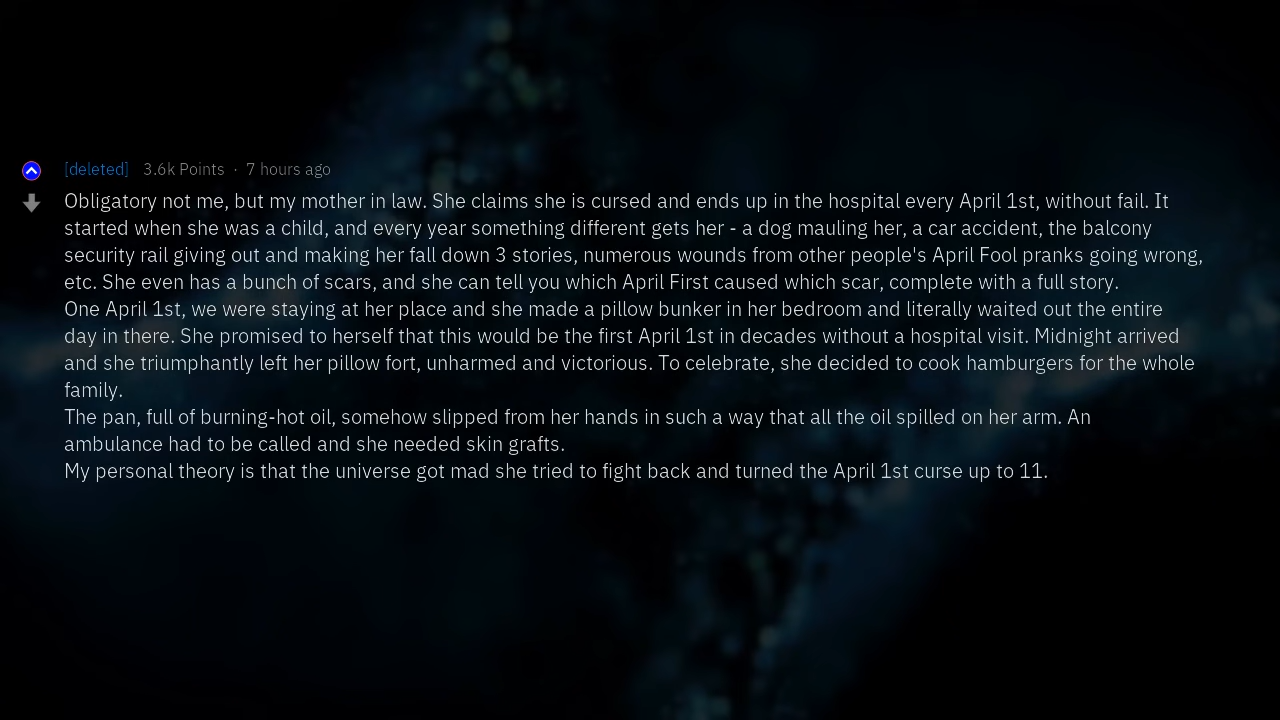 [deleted] 3.6k Points · 7 hours ago
Obligatory not me, but my mother in law. She claims she is cursed and ends up in the hospital every April 1st, without fail. It
started when she was a child, and every year something different gets her - a dog mauling her, a car accident, the balcony
security rail giving out and making her fall down 3 stories, numerous wounds from other people's April Fool pranks going wrong,
etc. She even has a bunch of scars, and she can tell you which April First caused which scar, complete with a full story.
One April 1st, we were staying at her place and she made a pillow bunker in her bedroom and literally waited out the entire
day in there. She promised to herself that this would be the first April 1st in decades without a hospital visit. Midnight arrived
and she triumphantly left her pillow fort, unharmed and victorious. To celebrate, she decided to cook hamburgers for the whole
family.
The pan, full of burning-hot oil, somehow slipped from her hands in such a way that all the oil spilled on her arm. An
ambulance had to be called and she needed skin grafts.
My personal theory is that the universe got mad she tried to fight back and turned the April 1st curse up to 11.